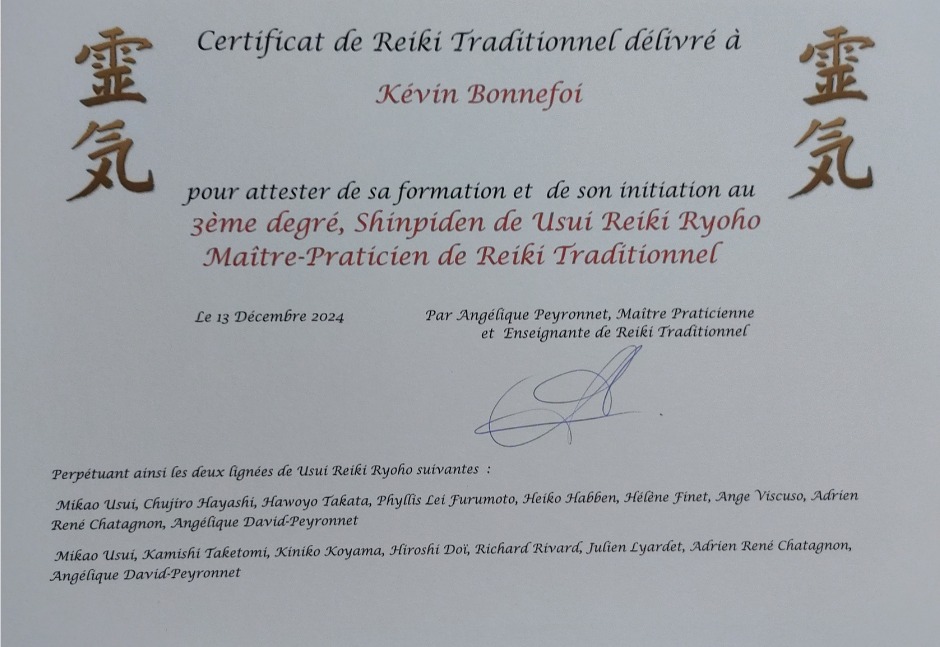 霊気
霊気
Certificat de Reiki Traditionnel délivré à
Kévin Bonnefoi
pour attester de sa formation et de son initiation au
3ème degré, Shinpiden de Usui Reiki Ryoho
Maître-Praticien de Reiki Traditionnel
Le 13 Décembre 2024
Par Angélique Peyronnet, Maître Praticienne
et Enseignante de Reiki Traditionnel
Perpétuant ainsi les deux lignées de Usui Reiki Ryoho suivantes :
Mikao Usui, Chujiro Hayashi, Hawoyo Takata, Phyllis Lei Furumoto, Heiko Habben, Hélène Finet, Ange Viscuso, Adrien
René Chatagnon, Angélique David-Peyronnet
Mikao Usui, Kamishi Taketomi, Kiniko Koyama, Hiroshi Doï, Richard Rivard, Julien Lyardet, Adrien René Chatagnon,
Angélique David-Peyronnet